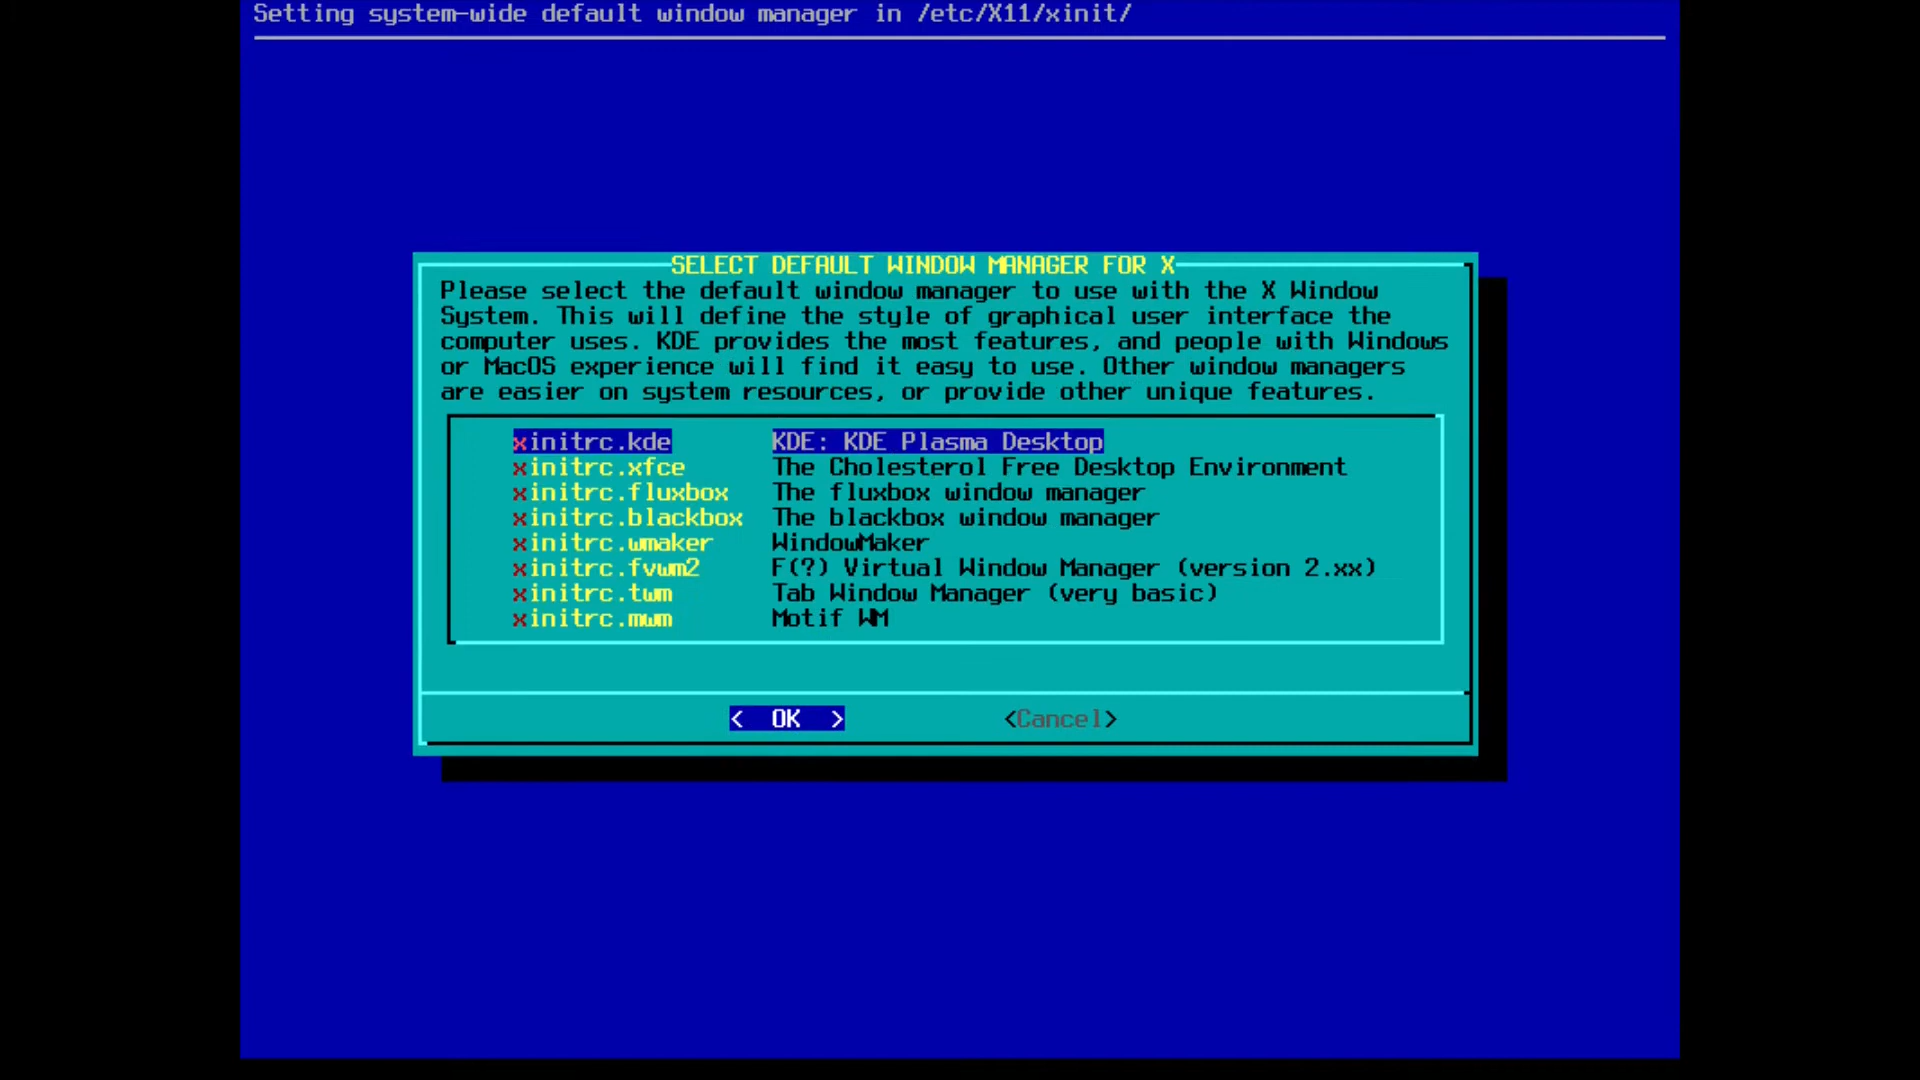 Setting system-wide default window manager in /etc/X11/xinit/
SELECT DEFAULT WINDOW MANAGER FOR X
Please select the default window manager to use with the X Window
System. This will define the style of graphical user interface the
computer uses. KDE provides the most features, and people with Windows
or MacOS experience will find it easy to use. Other window managers
are easier on system resources, or provide other unique features.
xinitrc.kde KDE: KDE Plasma Desktop
xinitrc.xfce The Cholesterol Free Desktop Environment
xinitrc.fluxbox The fluxbox window manager
xinitrc.blackbox The blackbox window manager
xinitrc.wmaker WindowMaker
xinitrc.fvwm2 F(?) Virtual Window Manager (version 2.xx)
xinitrc.twm Tab Window Manager (very basic)
xinitrc.mwm Motif WM
< OK > <Cancel>